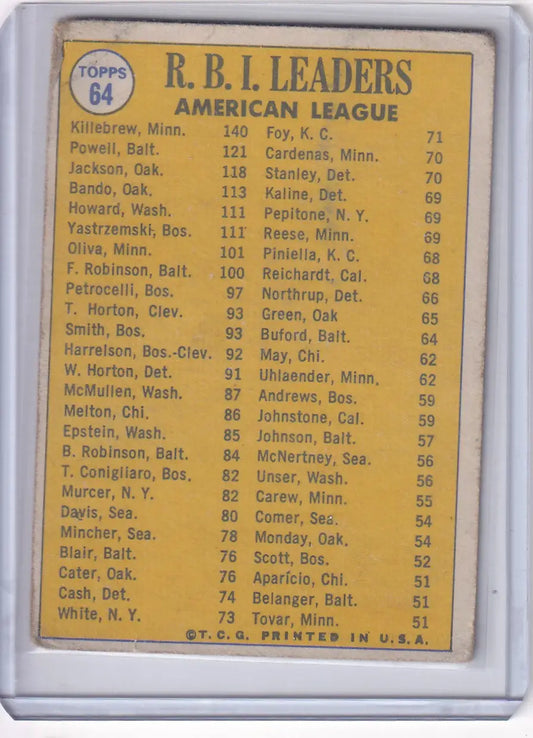 TOPPS
64
R. B. I. LEADERS
AMERICAN LEAGUE
Killebrew, Minn. 140
Powell, Balt. 121
Jackson, Oak. 118
Bando, Oak. 113
Howard, Wash. 111
Yastrzemski, Bos. 111
Oliva, Minn. 101
F. Robinson, Balt. 100
Petrocelli, Bos. 97
T. Horton, Clev. 93
Smith, Bos. 93
Harrelson, Bos.-Clev. 92
W. Horton, Det. 91
McMullen, Wash. 87
Melton, Chi. 86
Epstein, Wash. 85
B. Robinson, Balt. 84
T. Conigliaro, Bos. 82
Murcer, N. Y. 82
Davis, Sea. 80
Mincher, Sea. 78
Blair, Balt. 76
Cater, Oak. 76
Cash, Det. 74
White, N. Y. 73
Foy, K. C. 71
Cardenas, Minn. 70
Stanley, Det. 70
Kaline, Det. 69
Pepitone, N. Y. 69
Reese, Minn. 69
Piniella, K. C. 68
Reichardt, Cal. 68
Northrup, Det. 66
Green, Oak 65
Buford, Balt. 64
May, Chi. 62
Uhlaender, Minn. 62
Andrews, Bos. 59
Johnstone, Cal. 59
Johnson, Balt. 57
McNertney, Sea. 56
Unser, Wash. 56
Carew, Minn. 55
Comer, Sea. 54
Monday, Oak. 54
Scott, Bos. 52
Aparicio, Chi. 51
Belanger, Balt. 51
Tovar, Minn. 51
©T. C. G. PRINTED IN U. S. A.